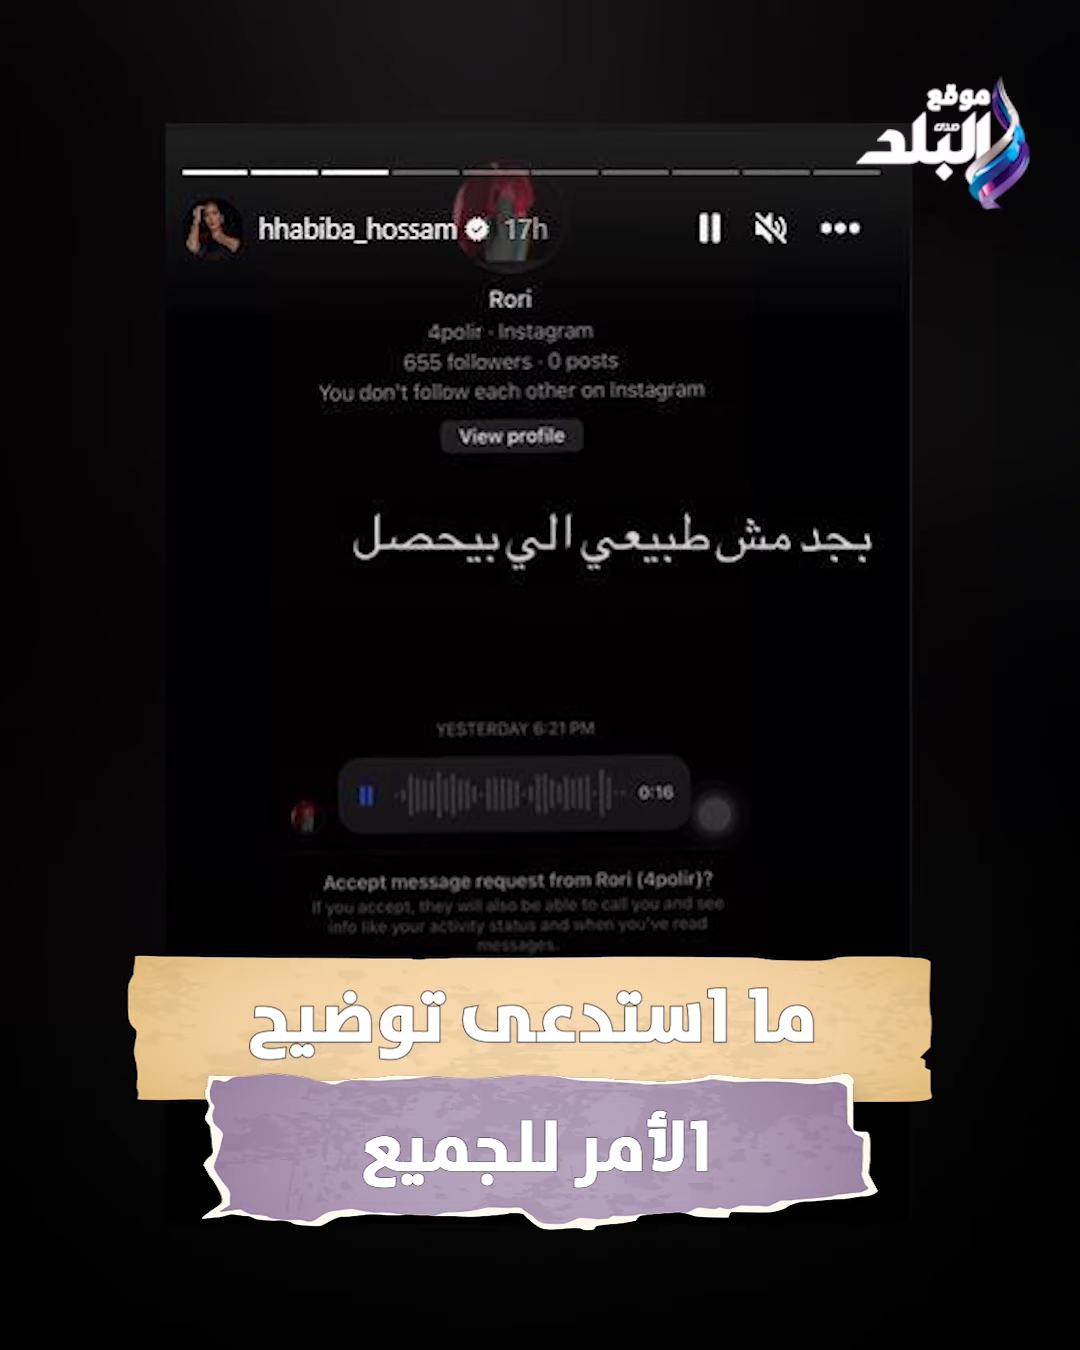 موقع
صدى
البلد
hhabiba_hossam 17h
Rori
4polir · Instagram
655 followers · 0 posts
You don't follow each other on Instagram
View profile
بجد مش طبيعي الي بيحصل
YESTERDAY 6:21 PM
0:16
Accept message request from Rori (4polir)?
If you accept, they will also be able to call you and see
info like your activity status and when you've read
messages.
ما استدعى توضيح
الأمر للجميع